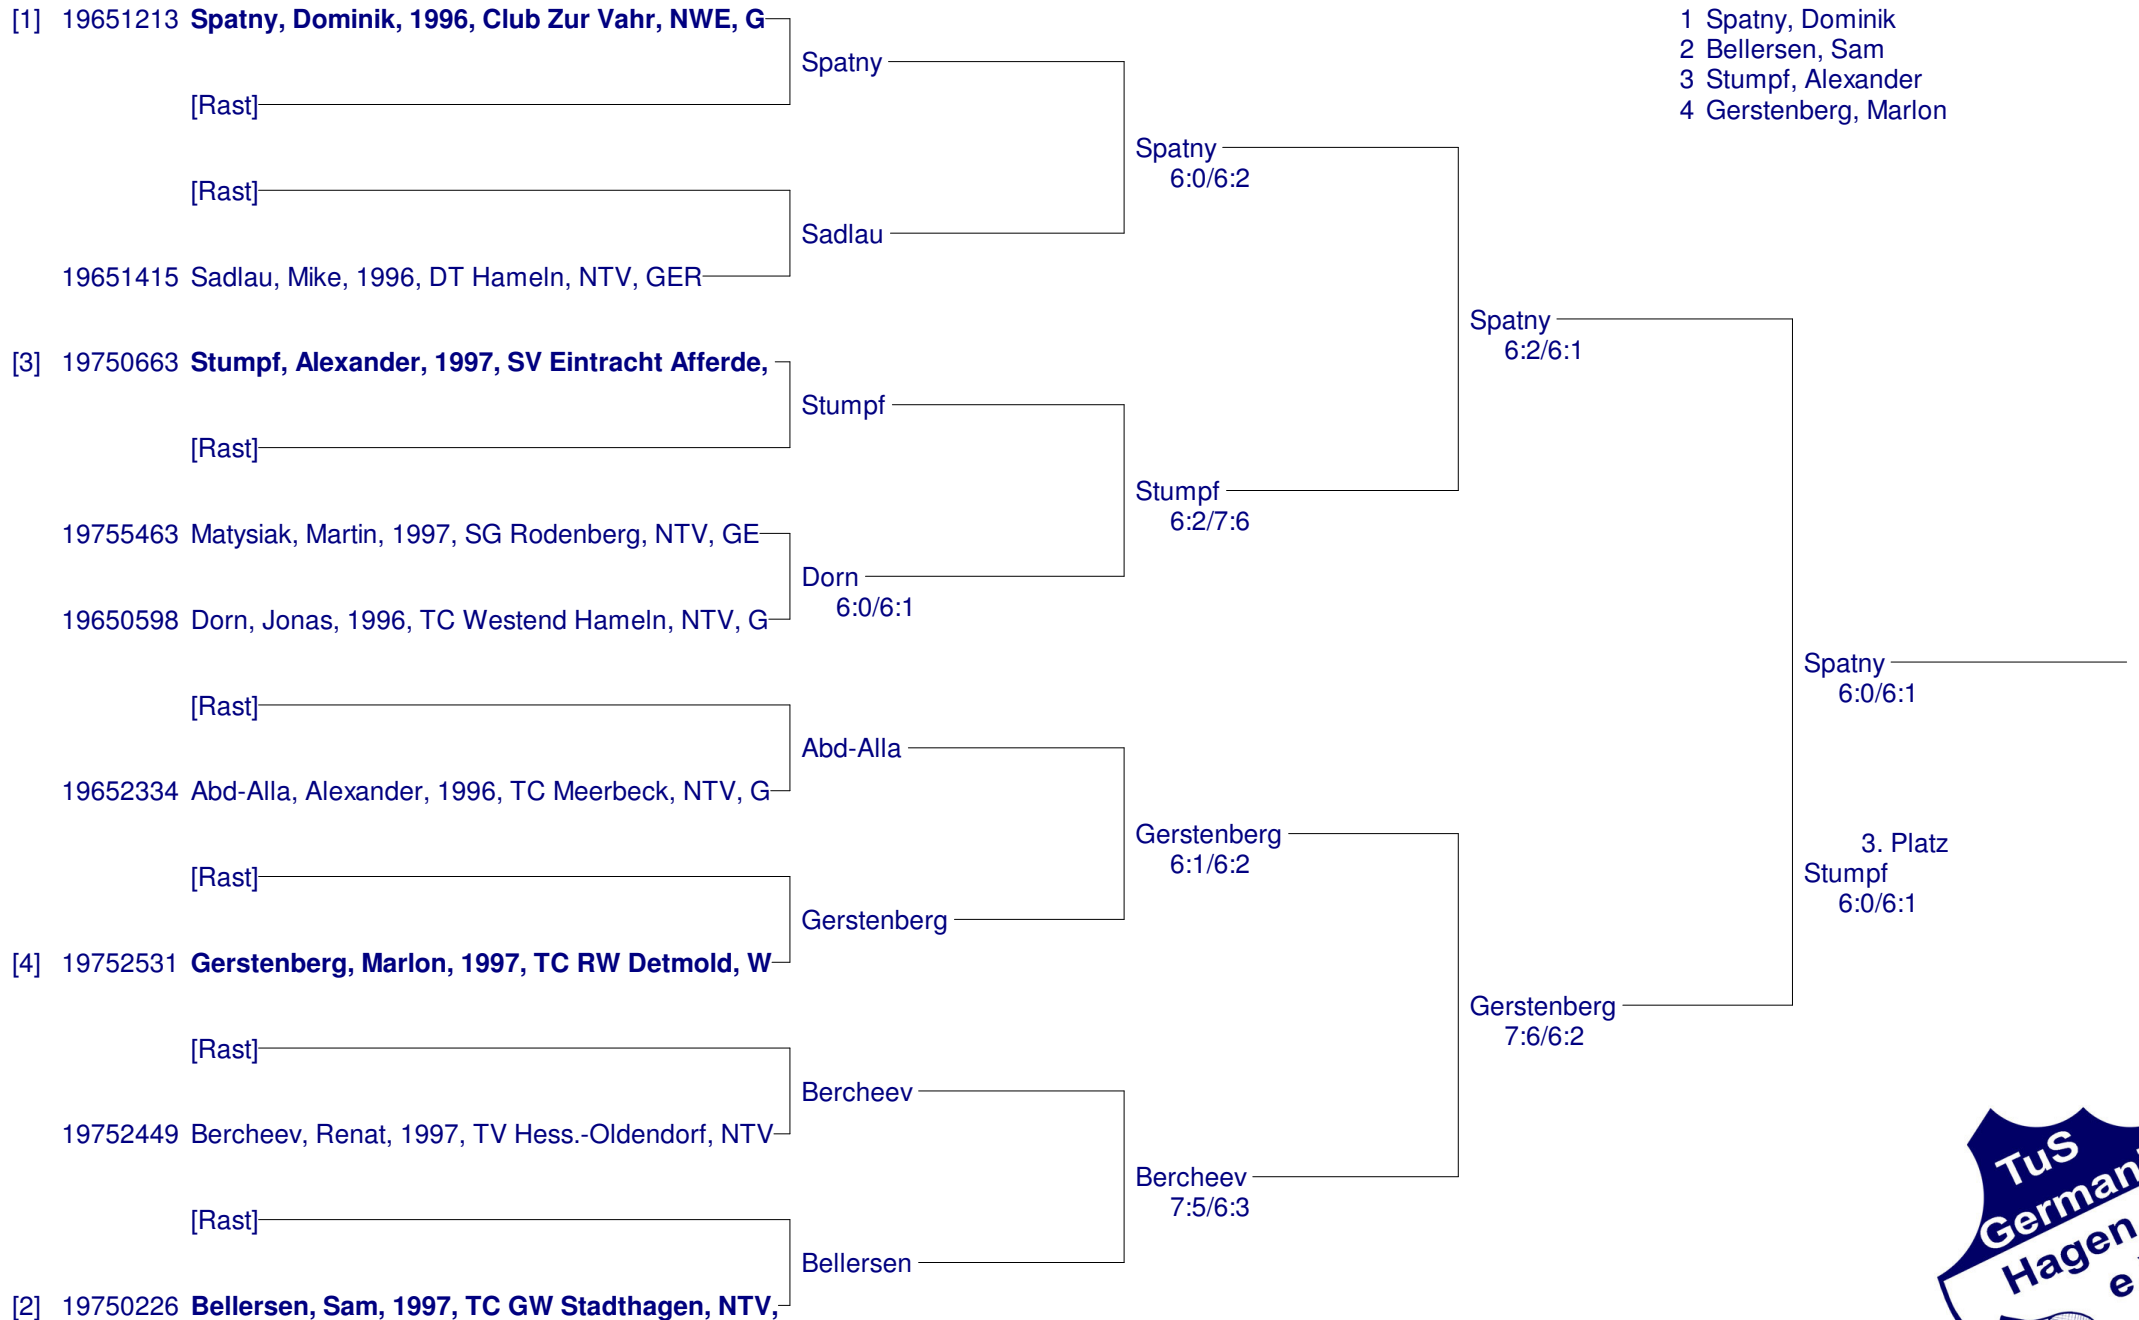 [1] 19651213 Spatny, Dominik, 1996, Club Zur Vahr, NWE, G
[Rast]
[Rast]
19651415 Sadlau, Mike, 1996, DT Hameln, NTV, GER
[3] 19750663 Stumpf, Alexander, 1997, SV Eintracht Afferde,
[Rast]
19755463 Matysiak, Martin, 1997, SG Rodenberg, NTV, GE
19650598 Dorn, Jonas, 1996, TC Westend Hameln, NTV, G
[Rast]
19652334 Abd-Alla, Alexander, 1996, TC Meerbeck, NTV, G
[Rast]
[4] 19752531 Gerstenberg, Marlon, 1997, TC RW Detmold, W
[Rast]
19752449 Bercheev, Renat, 1997, TV Hess.-Oldendorf, NTV
[Rast]
[2] 19750226 Bellersen, Sam, 1997, TC GW Stadthagen, NTV,
Spatny
Sadlau
Stumpf
Dorn
6:0/6:1
Abd-Alla
Gerstenberg
Bercheev
Bellersen
Spatny
6:0/6:2
Stumpf
6:2/7:6
Gerstenberg
6:1/6:2
Bercheev
7:5/6:3
Spatny
6:2/6:1
Gerstenberg
7:6/6:2
Spatny
6:0/6:1
3. Platz
Stumpf
6:0/6:1
1 Spatny, Dominik
2 Bellersen, Sam
3 Stumpf, Alexander
4 Gerstenberg, Marlon
TuS
German
Hagen
e